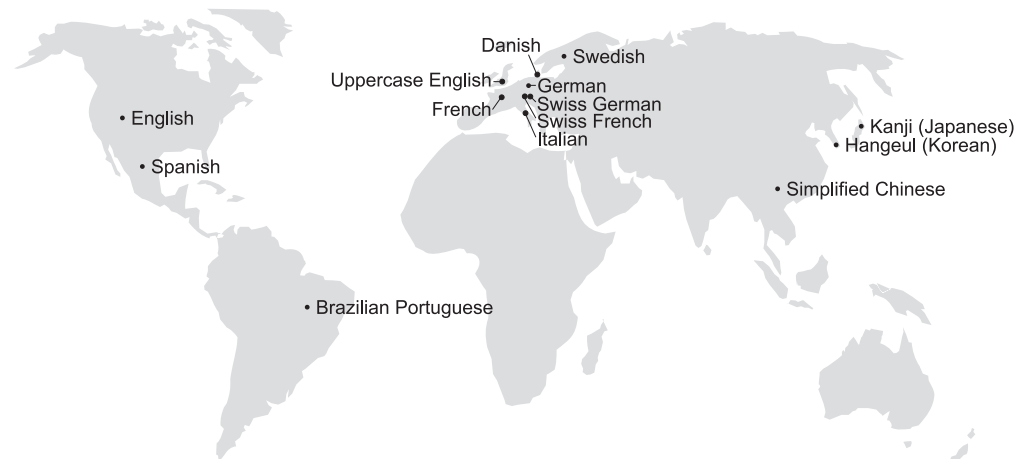 Danish
Swedish
Uppercase English
German
French
Swiss German
Swiss French
Italian
English
Spanish
Kanji (Japanese)
Hangeul (Korean)
Simplified Chinese
Brazilian Portuguese